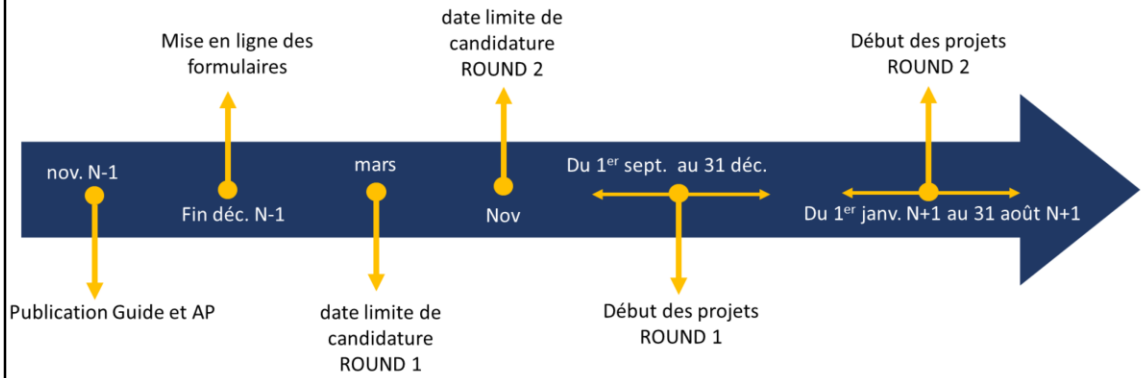 Mise en ligne des
formulaires
date limite de
candidature
ROUND 2
Début des projets
ROUND 2
nov. N-1
Fin déc. N-1
mars
Nov
Du 1er sept. au 31 déc.
Du 1er janv. N+1 au 31 août N+1
Publication Guide et AP
date limite de
candidature
ROUND 1
Début des projets
ROUND 1